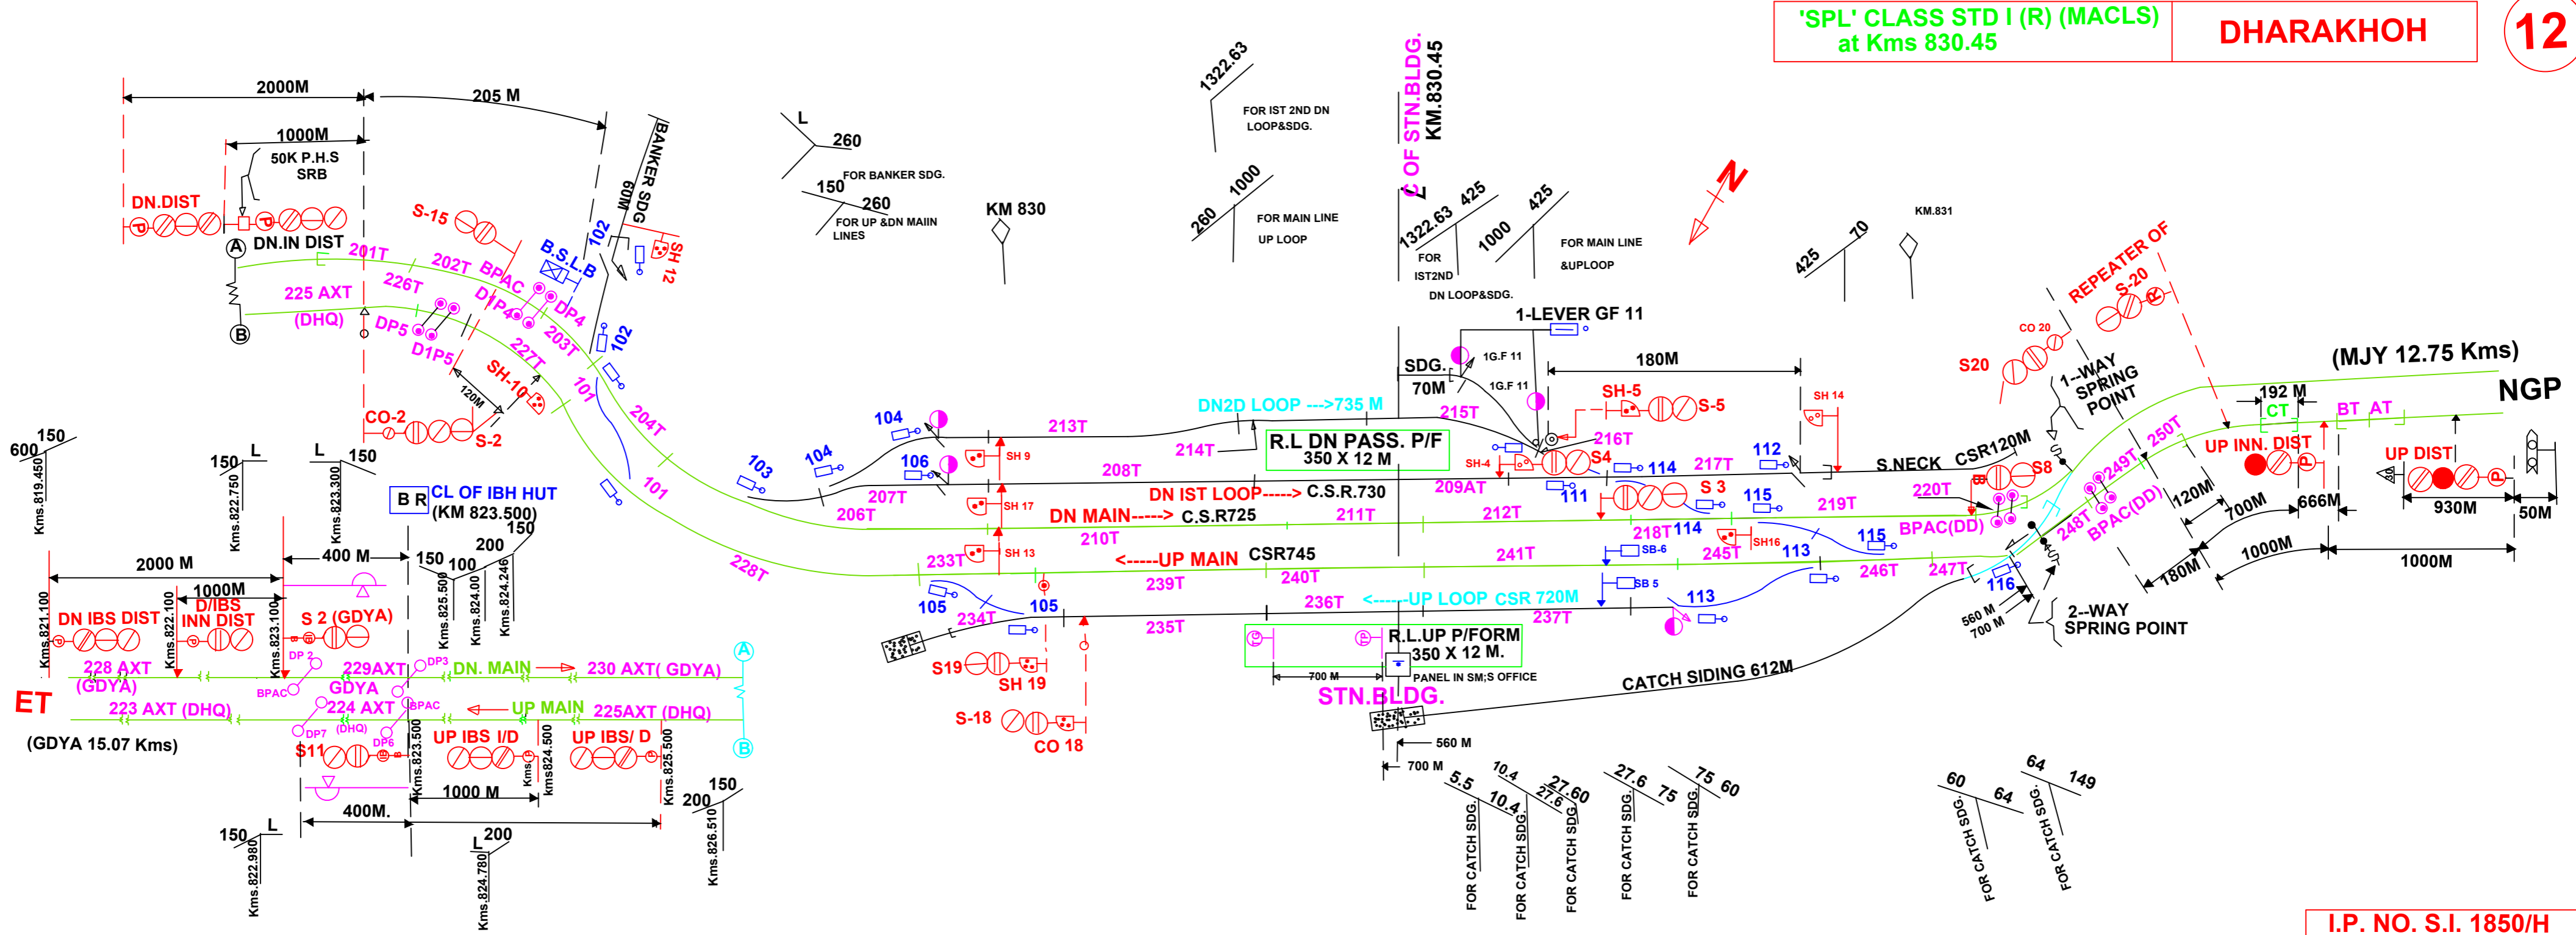 'SPL' CLASS STD I (R) (MACLS)
at Kms 830.45
DHARAKHOH
12
2000M
205 M
1000M
50K P.H.S
SRB
DN.DIST
P
P
A
DN.IN DIST
B
201T
202T
BPAC
226T
225 AXT
(DHQ)
DP5
D1P5
D1P4
DP4
203T
227T
S-15
B.S.L.B
BANKER SDG
60M
102
SH 12
102
101
SH-10
120M
CO-2
S-2
204T
101
228T
L
260
FOR BANKER SDG.
150
260
FOR UP &DN MAIIN
LINES
KM 830
1322.63
FOR IST 2ND DN
LOOP&SDG.
260
1000
FOR MAIN LINE
UP LOOP
C OF STN.BLDG.
KM.830.45
1322.63
425
FOR
IST2ND
DN LOOP&SDG.
1000
425
FOR MAIN LINE
&UPLOOP
N
425
70
KM.831
1-LEVER GF 11
SDG.
70M
1G.F 11
1G.F 11
180M
REPEATER OF
S-20
R
CO 20
S20
1--WAY
SPRING
POINT
(MJY 12.75 Kms)
NGP
192 M
CT
BT
AT
DN2D LOOP --->735 M
104
104
103
106
213T
214T
215T
R.L DN PASS. P/F
350 X 12 M
SH-5
S-5
216T
SH-4
S4
SH 14
SH 9
207T
208T
209AT
114
217T
112
S.NECK
CSR120M
B
S8
206T
SH 17
DN IST LOOP-----> C.S.R.730
111
S 3
115
DN MAIN-----> C.S.R725
210T
211T
212T
218T
114
219T
220T
BPAC(DD)
SH16
115
SH 13
233T
<-----UP MAIN CSR745
SB-6
241T
245T
113
246T
247T
239T
240T
105
234T
105
235T
236T
<------UP LOOP CSR 720M
SB 5
237T
113
116
SP
SP
248T
BPAC(DD)
249T
250T
120M
180M
700M
1000M
UP INN. DIST
P
666M
1000M
UP DIST
30
P
930M
50M
560 M
700 M
2--WAY
SPRING POINT
S19
SH 19
S-18
CO 18
TG
TP
R.L.UP P/FORM
350 X 12 M.
700 M
PANEL IN SM;S OFFICE
STN.BLDG.
CATCH SIDING 612M
560 M
700 M
600
150
Kms.819.450
150
L
Kms.822.750
L
150
Kms.823.300
B R
CL OF IBH HUT
(KM 823.500)
150
100
200
150
Kms.825.500
Kms.824.00
Kms.824.246
2000 M
400 M
1000M
Kms.821.100
DN IBS DIST
P
Kms.822.100
D/IBS
INN DIST
P
Kms.823.100
S 2 (GDYA)
B
IB
DP 2
DP3
228 AXT
(GDYA)
229AXT
GDYA
BPAC
DN. MAIN
230 AXT( GDYA)
A
ET
223 AXT (DHQ)
224 AXT
(DHQ)
BPAC
UP MAIN
225AXT (DHQ)
B
(GDYA 15.07 Kms)
DP7
DP6
S11
IB
B
Kms.823.500
UP IBS I/D
P
Kms
kms824.500
UP IBS/ D
P
Kms.825.500
1000 M
400M.
200
150
L
Kms.822.980
L
200
Kms.824.780
200
150
Kms.826.510
5.5
10.4
FOR CATCH SDG.
10.4
27.6
FOR CATCH SDG.
27.60
FOR CATCH SDG.
27.6
75
FOR CATCH SDG.
75
60
FOR CATCH SDG.
60
64
FOR CATCH SDG.
64
149
FOR CATCH SDG.
I.P. NO. S.I. 1850/H